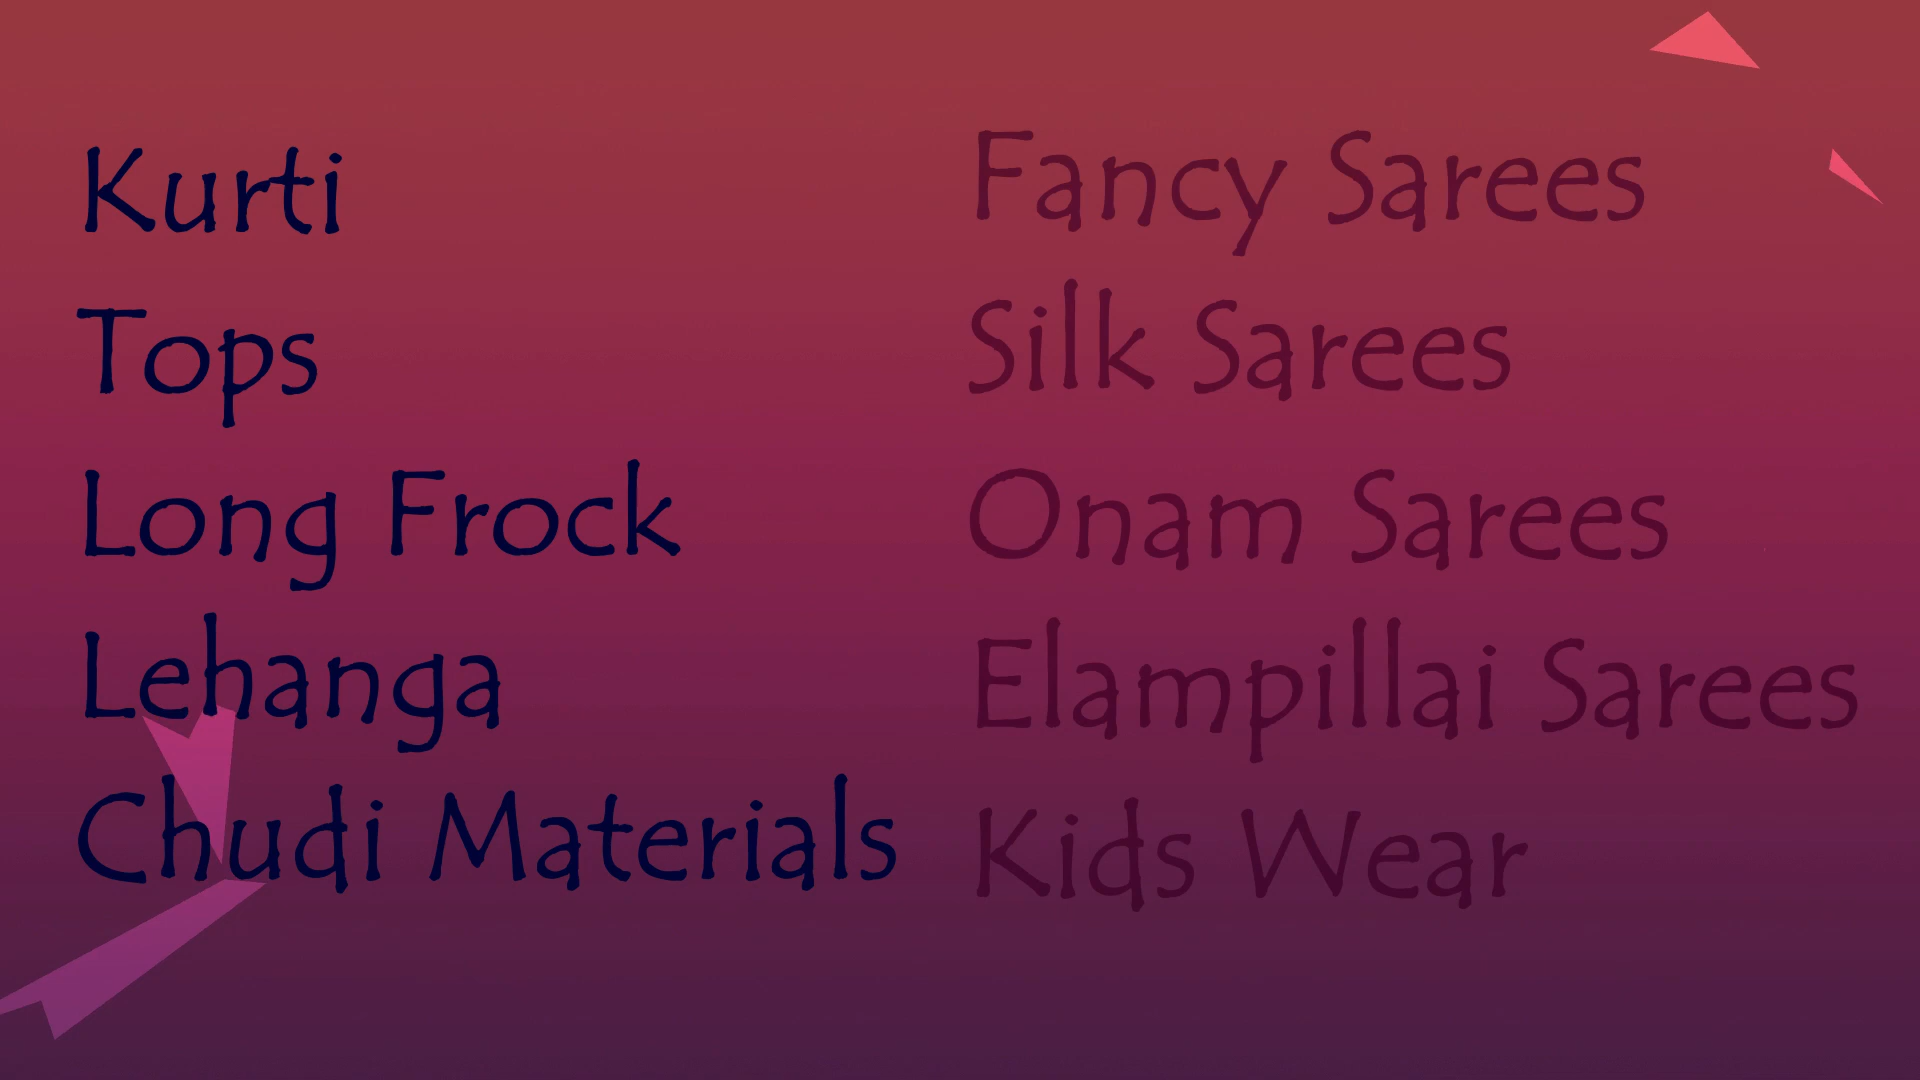 Kurti
Tops
Long Frock
Lehanga
Chudi Materials
Fancy Sarees
Silk Sarees
Onam Sarees
Elampillai Sarees
Kids Wear